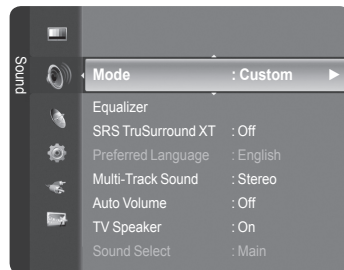 Sound
Mode : Custom
Equalizer
SRS TruSurround XT : Off
Preferred Language : English
Multi-Track Sound : Stereo
Auto Volume : Off
TV Speaker : On
Sound Select : Main